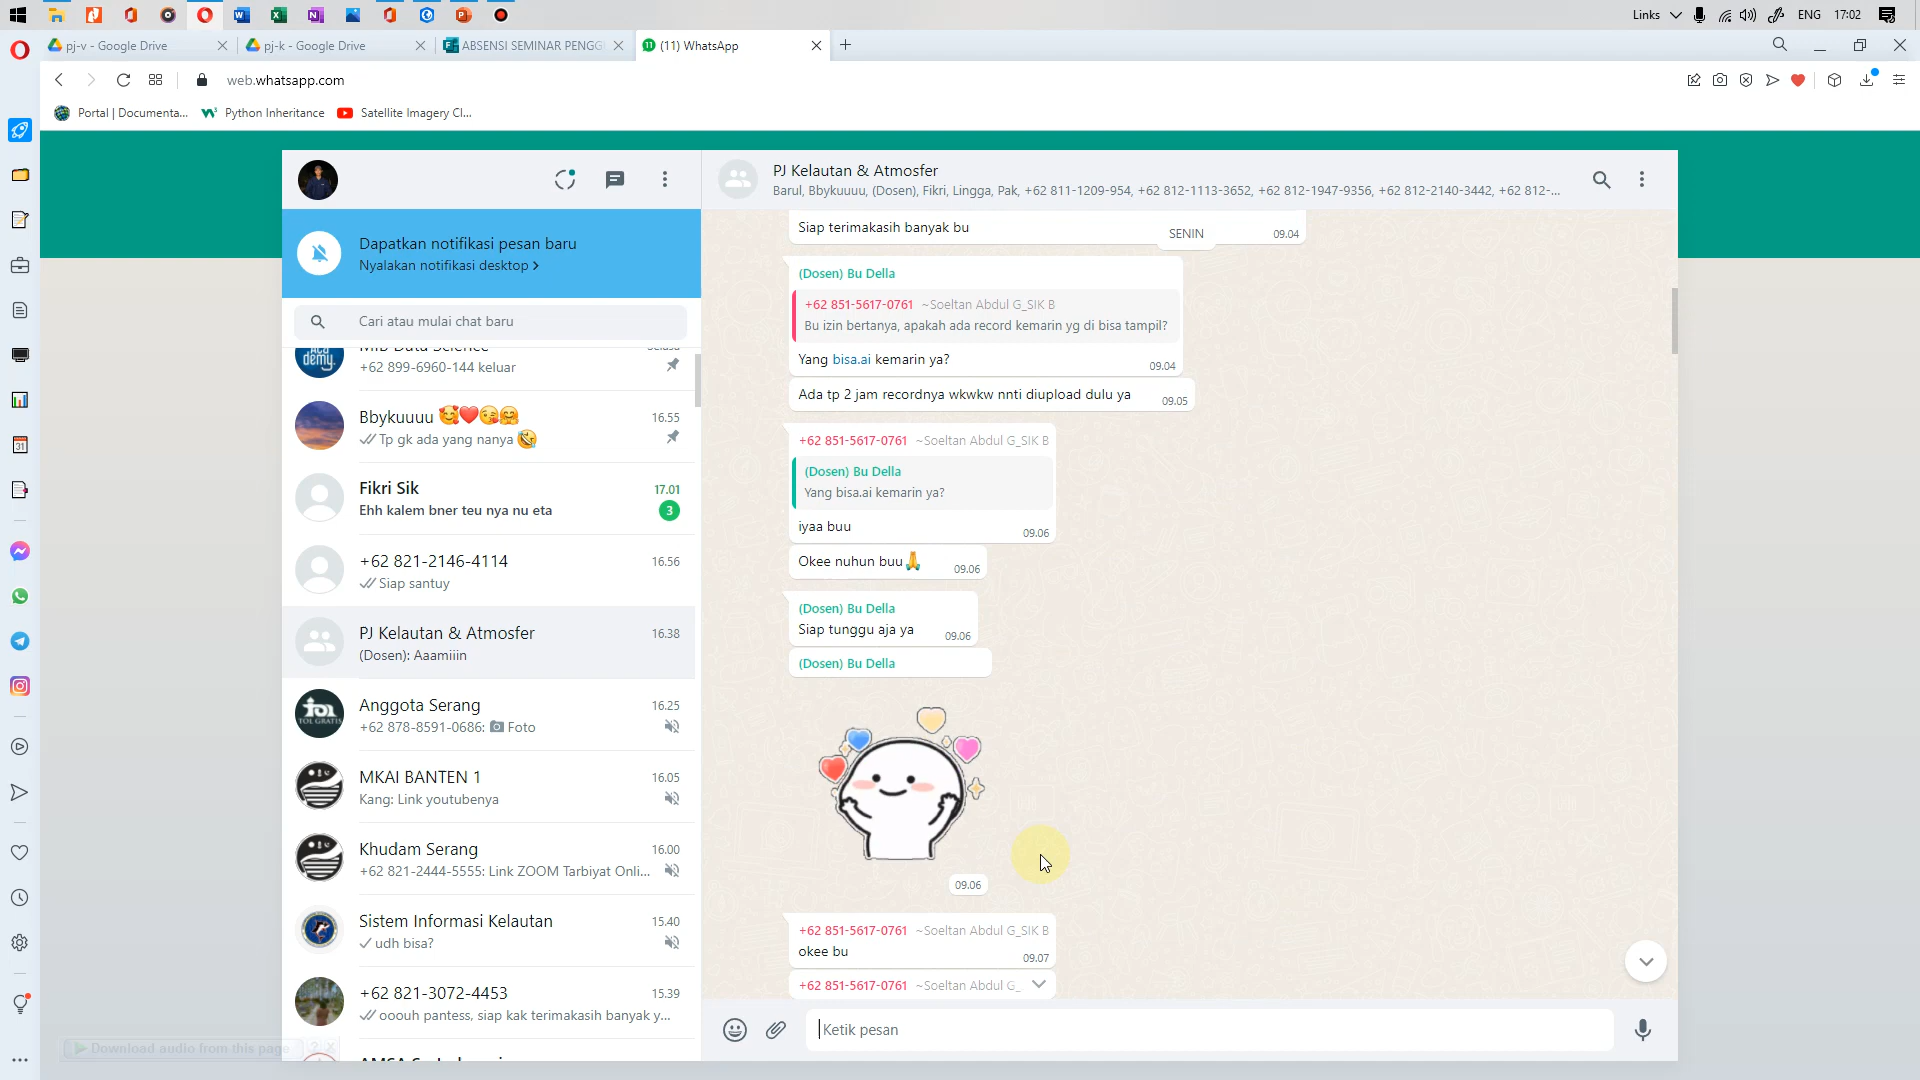 Links
ENG
17:02
pj-v - Google Drive
pj-k - Google Drive
ABSENSI SEMINAR PENGG
(11) WhatsApp
web.whatsapp.com
Portal | Documenta...
Python Inheritance
Satellite Imagery Cl...
Dapatkan notifikasi pesan baru
Nyalakan notifikasi desktop >
Cari atau mulai chat baru
+62 899-6960-144 keluar
Bbykuuuu 🥰❤️😘🤗
16.55
Tp gk ada yang nanya 🤣
Fikri Sik
17.01
Ehh kalem bner teu nya nu eta
3
+62 821-2146-4114
16.56
Siap santuy
PJ Kelautan & Atmosfer
16.38
(Dosen): Aaamiiin
Anggota Serang
16.25
+62 878-8591-0686: Foto
MKAI BANTEN 1
16.05
Kang: Link youtubenya
Khudam Serang
16.00
+62 821-2444-5555: Link ZOOM Tarbiyat Onli...
Sistem Informasi Kelautan
15.40
udh bisa?
+62 821-3072-4453
15.39
ooouh pantess, siap kak terimakasih banyak y...
Download audio from this page
? X
PJ Kelautan & Atmosfer
Barul, Bbykuuuu, (Dosen), Fikri, Lingga, Pak, +62 811-1209-954, +62 812-1113-3652, +62 812-1947-9356, +62 812-2140-3442, +62 812-...
Siap terimakasih banyak bu
09.04
SENIN
(Dosen) Bu Della
+62 851-5617-0761 ~Soeltan Abdul G_SIK B
Bu izin bertanya, apakah ada record kemarin yg di bisa tampil?
Yang bisa.ai kemarin ya?
09.04
Ada tp 2 jam recordnya wkwkw nnti diupload dulu ya
09.05
+62 851-5617-0761 ~Soeltan Abdul G_SIK B
(Dosen) Bu Della
Yang bisa.ai kemarin ya?
iyaa buu
09.06
Okee nuhun buu🙏
09.06
(Dosen) Bu Della
Siap tunggu aja ya
09.06
(Dosen) Bu Della
09.06
+62 851-5617-0761 ~Soeltan Abdul G_SIK B
okee bu
09.07
+62 851-5617-0761 ~Soeltan Abdul G_
Ketik pesan